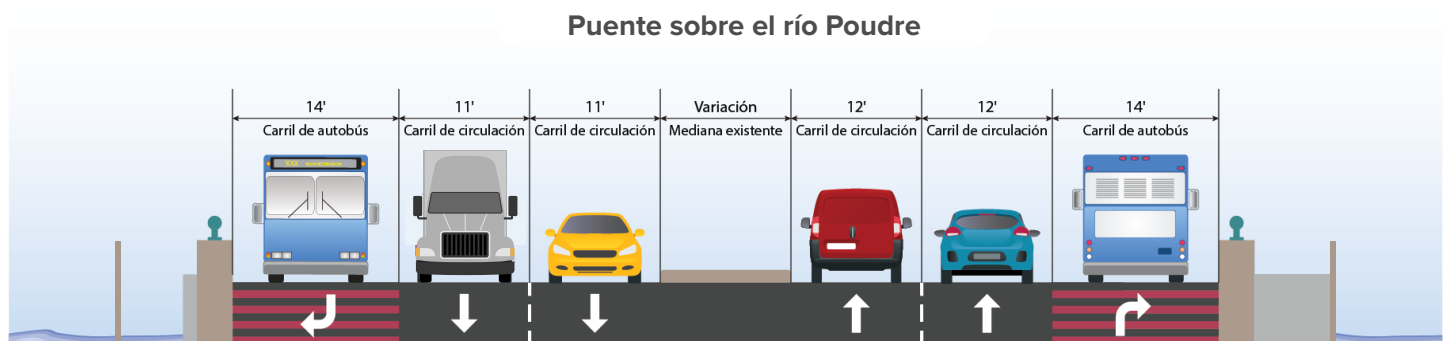 Puente sobre el río Poudre
14' 11' 11' Variación 12' 12' 14'
Carril de autobús Carril de circulación Carril de circulación Mediana existente Carril de circulación Carril de circulación Carril de autobús